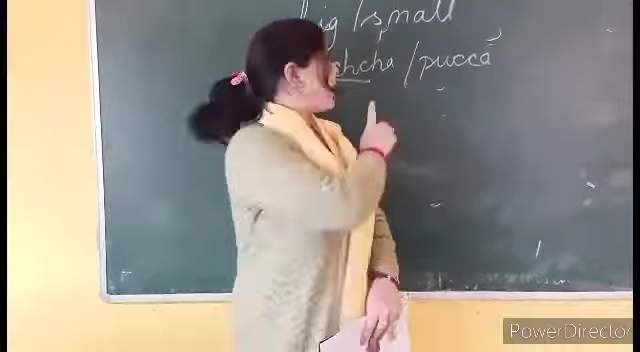 ig / small
chcha / pucca
PowerDirector